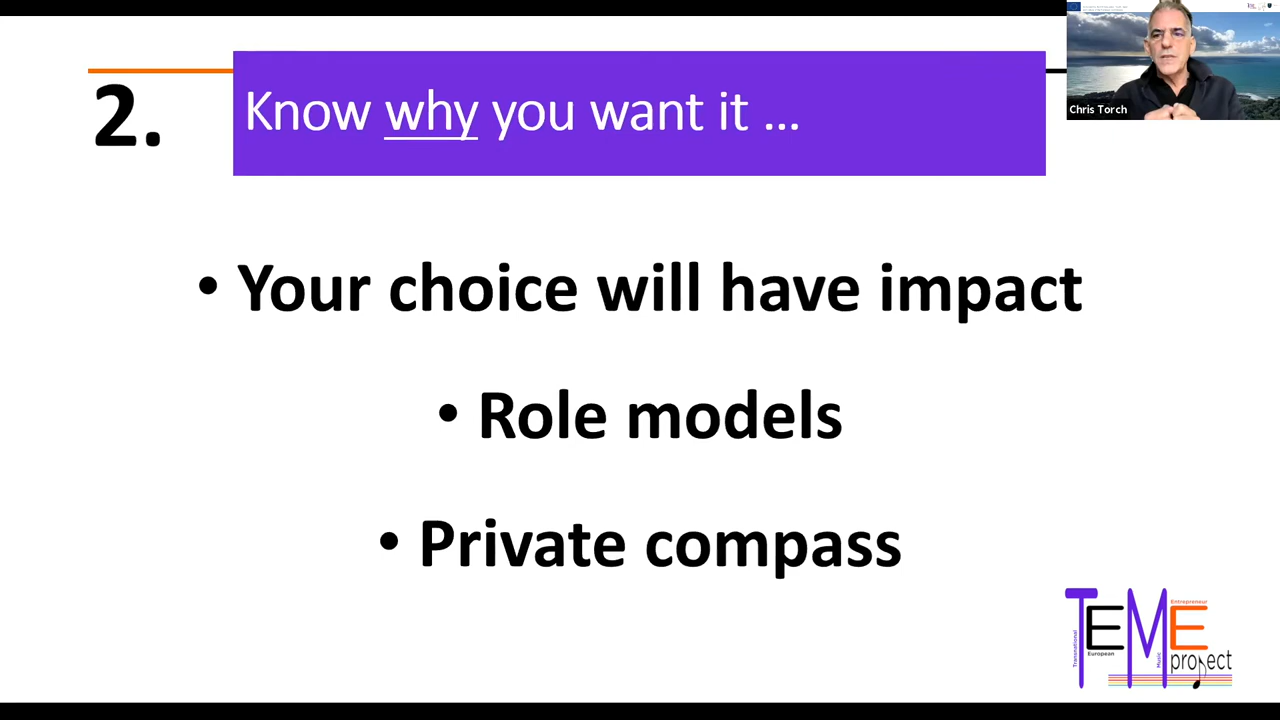 2.
Know why you want it ...
Chris Torch
• Your choice will have impact
• Role models
• Private compass
TEME
Transnational
European
Music
Entrepreneur
project